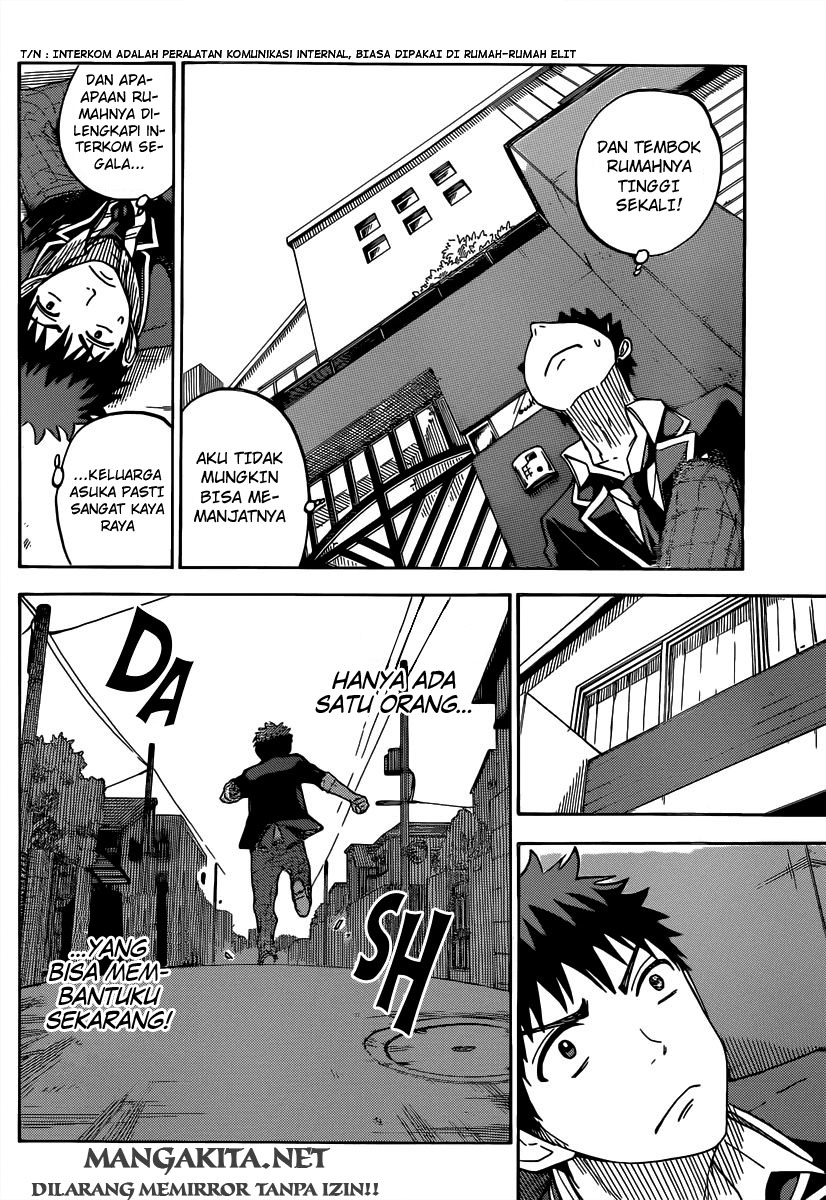 T/N : INTERKOM ADALAH PERALATAN KOMUNIKASI INTERNAL, BIASA DIPAKAI DI RUMAH-RUMAH ELIT
DAN TEMBOK
RUMAHNYA
TINGGI
SEKALI!
AKU TIDAK
MUNGKIN
BISA ME-
MANJATNYA
DAN APA-
APAAN RU-
MAHNYA DI-
LENGKAPI IN-
TERKOM SE-
GALA...
...KELUARGA
ASUKA PASTI
SANGAT KAYA
RAYA
HANYA ADA
SATU ORANG...
DA
SH
...YANG
BISA MEM-
BANTUKU
SEKARANG!
MANGAKITA.NET
DILARANG MEMIRROR TANPA IZIN!!